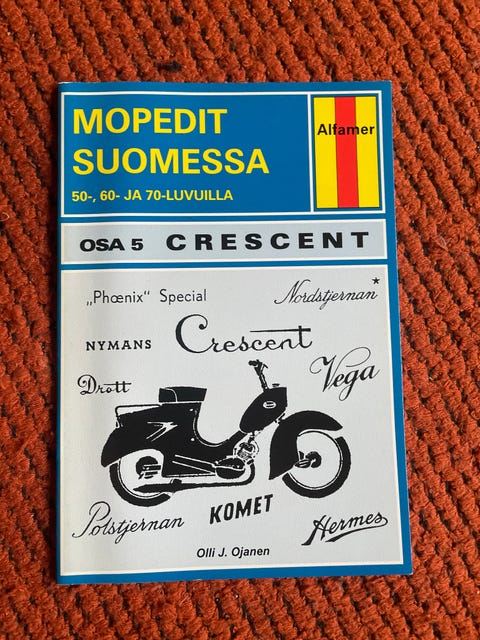 MOPEDIT
SUOMESSA
50-, 60- JA 70-LUVUILLA
Alfamer
OSA 5 CRESCENT
„Phœnix“ Special
Nordstjernan*
NYMANS
Crescent
Vega
Drott
Polstjernan
KOMET
Hermes
Olli J. Ojanen